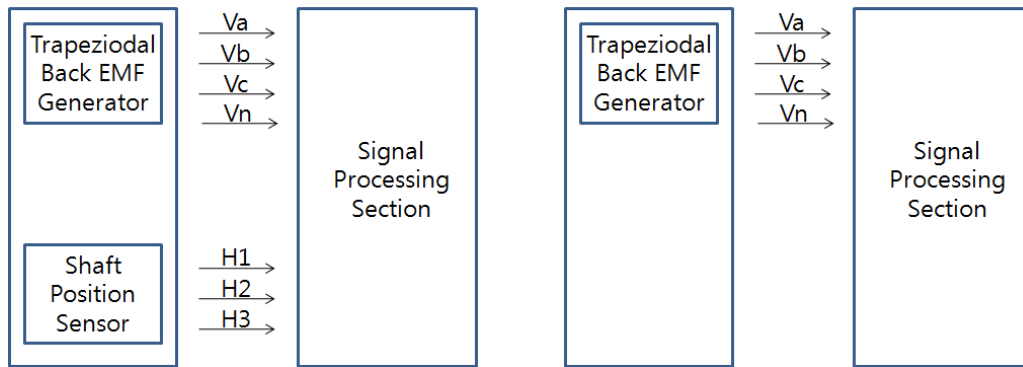 Trapeziodal
Back EMF
Generator
Va
Vb
Vc
Vn
Signal
Processing
Section
Shaft
Position
Sensor
H1
H2
H3
Trapeziodal
Back EMF
Generator
Va
Vb
Vc
Vn
Signal
Processing
Section